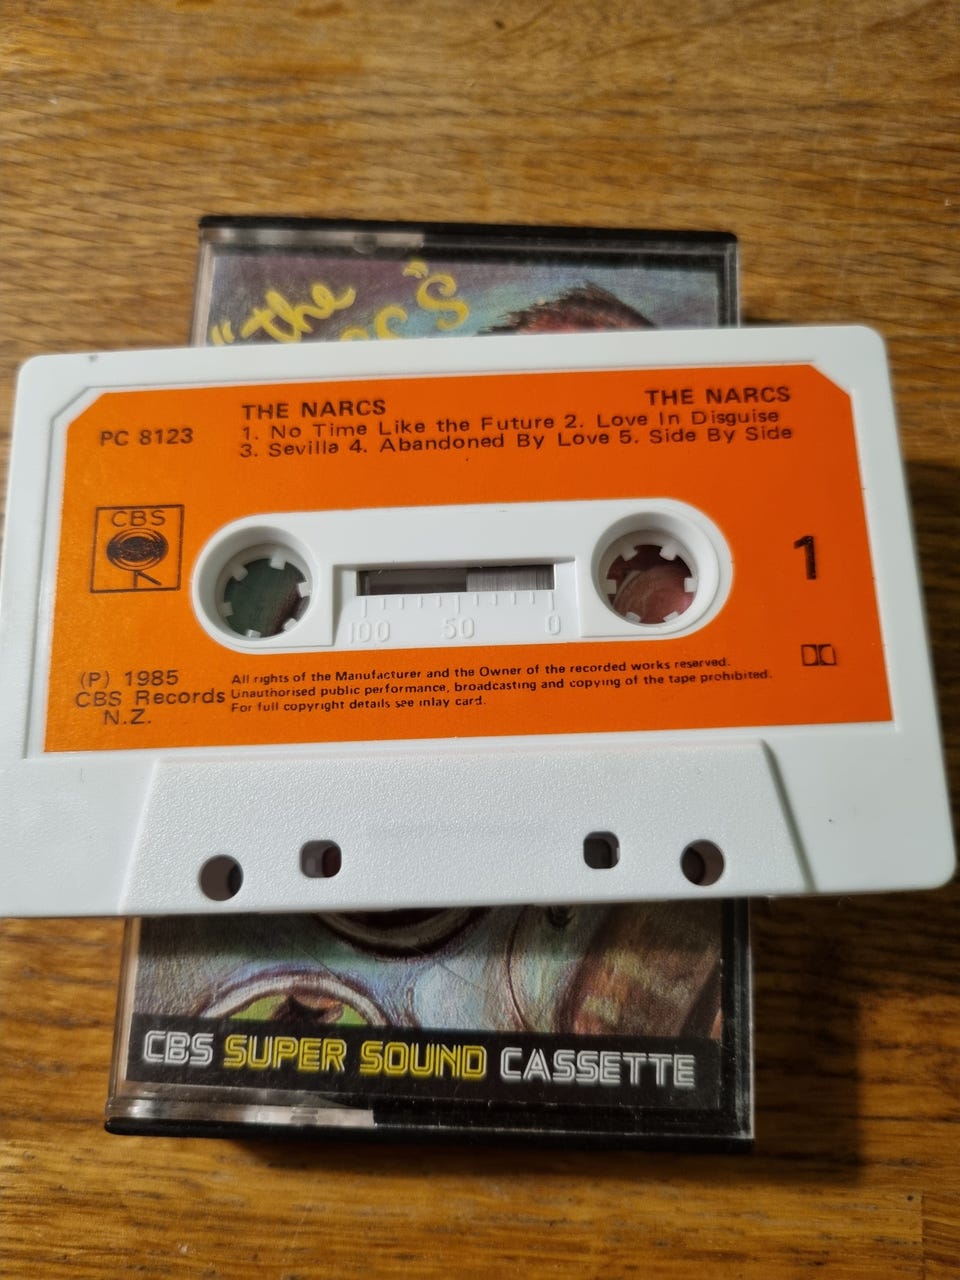 "the
THE NARCS
THE NARCS
PC 8123
1. No Time Like the Future 2. Love In Disguise
3. Sevilla 4. Abandoned By Love 5. Side By Side
CBS
1
100 50 0
(P) 1985
CBS Records
N.Z.
All rights of the Manufacturer and the Owner of the recorded works reserved.
Unauthorised public performance, broadcasting and copying of the tape prohibited.
For full copyright details see inlay card.
CBS SUPER SOUND CASSETTE